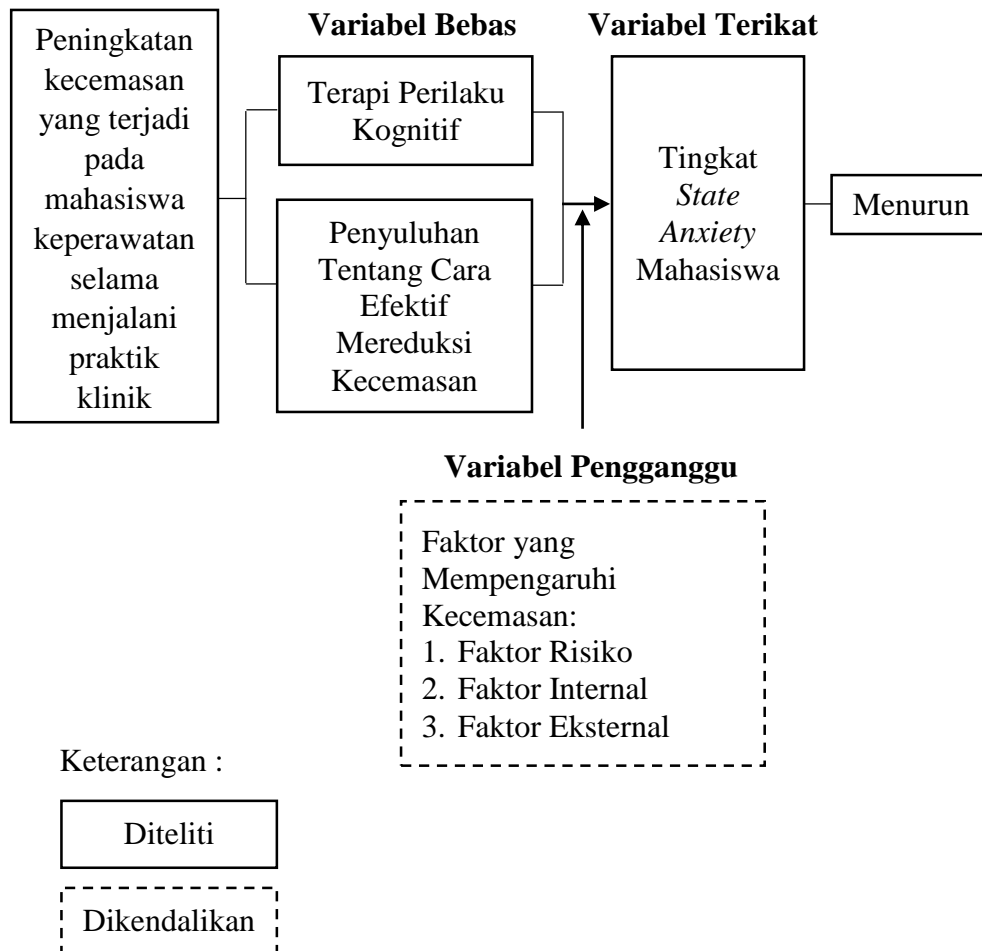 Peningkatan
kecemasan
yang terjadi
pada
mahasiswa
keperawatan
selama
menjalani
praktik
klinik
Variabel Bebas
Terapi Perilaku
Kognitif
Penyuluhan
Tentang Cara
Efektif
Mereduksi
Kecemasan
Variabel Terikat
Tingkat
State
Anxiety
Mahasiswa
Menurun
Variabel Pengganggu
Faktor yang
Mempengaruhi
Kecemasan:
1. Faktor Risiko
2. Faktor Internal
3. Faktor Eksternal
Keterangan :
Diteliti
Dikendalikan